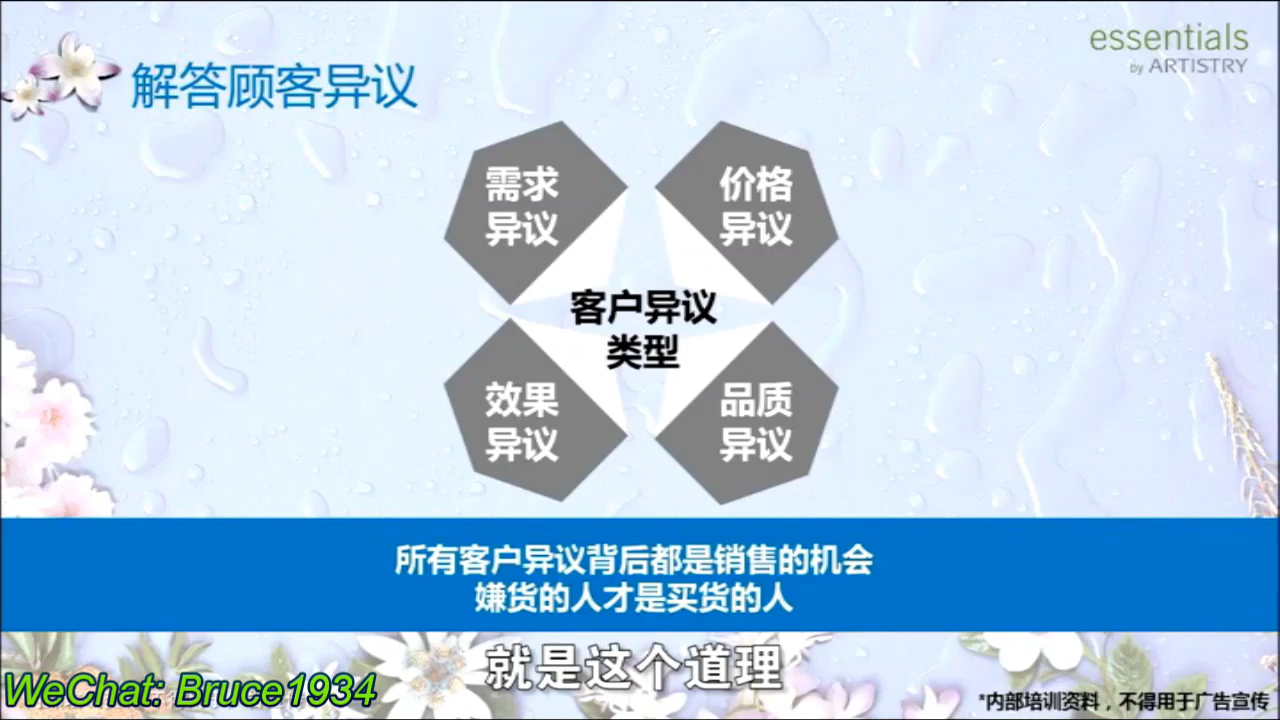 essentials
by ARTISTRY
解答顾客异议
需求
异议
价格
异议
客户异议
类型
效果
异议
品质
异议
所有客户异议背后都是销售的机会
嫌货的人才是买货的人
就是这个道理
WeChat: Bruce1934
*内部培训资料，不得用于广告宣传